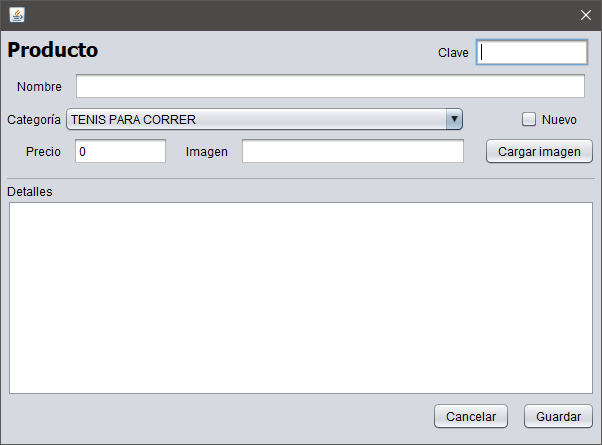 Producto
Clave
Nombre
Categoría TENIS PARA CORRER Nuevo
Precio 0 Imagen Cargar imagen
Detalles
Cancelar Guardar